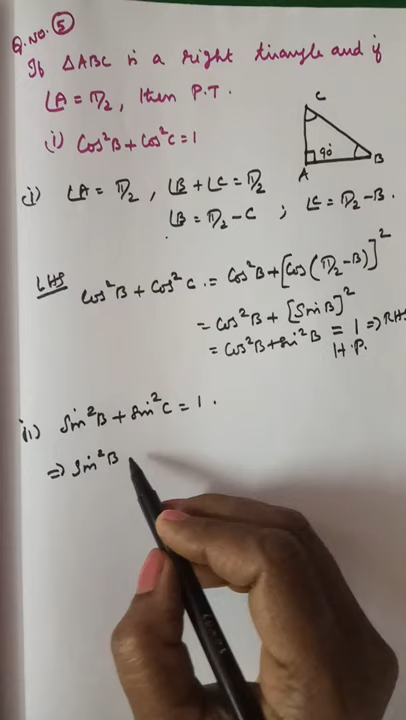 Q.No. 5
If △ABC is a right triangle and if
∠A = π/2, then P.T.
(i) Cos²B + Cos²C = 1
C
90°
A
B
(i) ∠A = π/2, ∠B + ∠C = π/2
∠B = π/2 - C ; ∠C = π/2 - B.
LHS
Cos²B + Cos²C. = Cos²B + [Cos(π/2 - B)]²
= Cos²B + [Sin B]²
= Cos²B + Sin²B = 1 => RHS
H.P.
ii) Sin²B + Sin²C = 1.
=> Sin²B